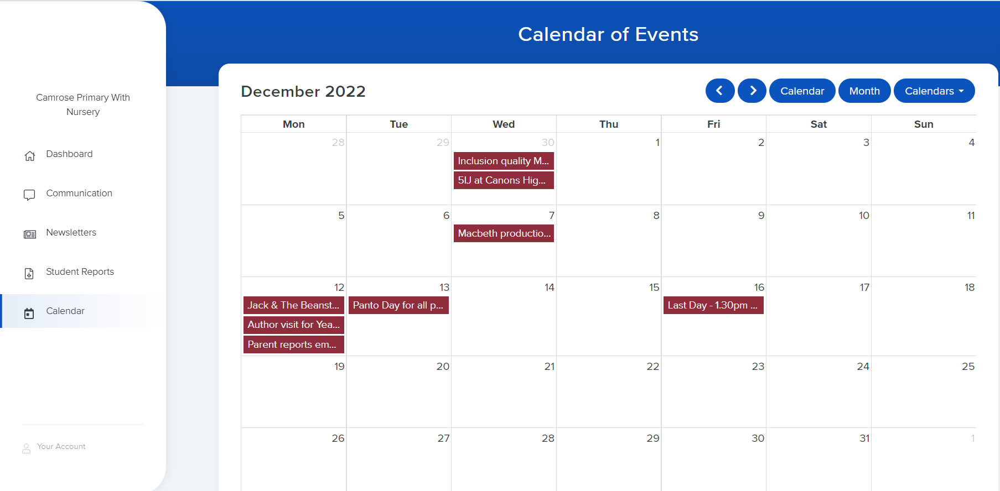 Calendar of Events
Camrose Primary With
Nursery
Dashboard
Communication
Newsletters
Student Reports
Calendar
Your Account
December 2022
Calendar
Month
Calendars
Mon Tue Wed Thu Fri Sat Sun
28 29 30 1 2 3 4
Inclusion quality M...
5IJ at Canons Hig...
5 6 7 8 9 10 11
Macbeth productio...
12 13 14 15 16 17 18
Jack & The Beanst... Panto Day for all p... Last Day - 1.30pm ...
Author visit for Yea...
Parent reports em...
19 20 21 22 23 24 25
26 27 28 29 30 31 1